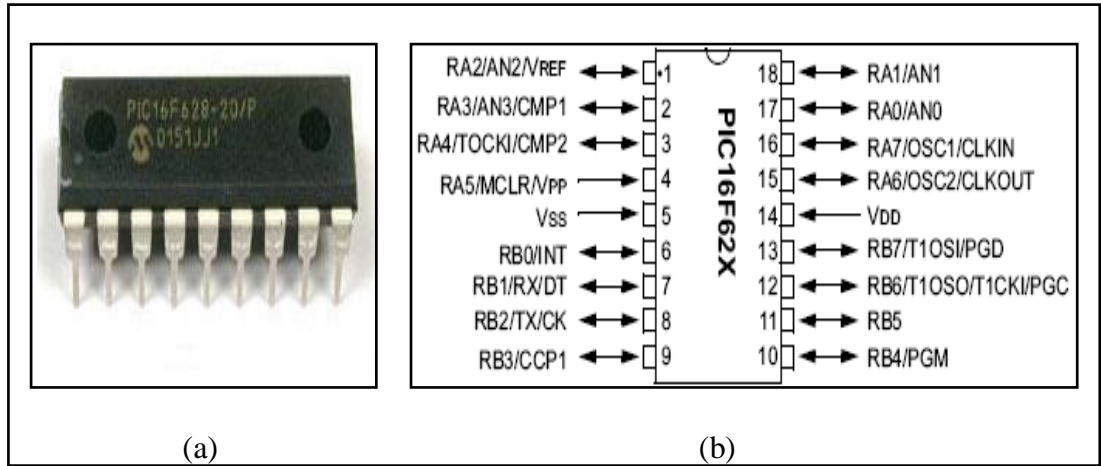 PIC16F628-20/P
0151JJ1
RA2/AN2/VREF
RA3/AN3/CMP1
RA4/TOCKI/CMP2
RA5/MCLR/VPP
VSS
RB0/INT
RB1/RX/DT
RB2/TX/CK
RB3/CCP1
1
2
3
4
5
6
7
8
9
PIC16F62X
18
17
16
15
14
13
12
11
10
RA1/AN1
RA0/AN0
RA7/OSC1/CLKIN
RA6/OSC2/CLKOUT
VDD
RB7/T1OSI/PGD
RB6/T1OSO/T1CKI/PGC
RB5
RB4/PGM
(a)
(b)